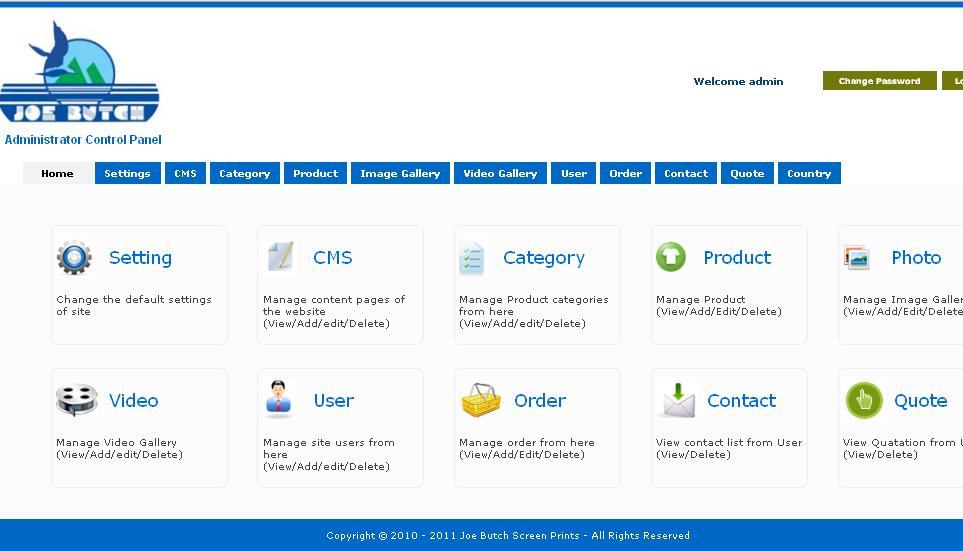 JOE BUTCH
Administrator Control Panel
Welcome admin
Change Password
Home Settings CMS Category Product Image Gallery Video Gallery User Order Contact Quote Country
Setting
Change the default settings
of site
CMS
Manage content pages of
the website
(View/Add/edit/Delete)
Category
Manage Product categories
from here
(View/Add/edit/Delete)
Product
Manage Product
(View/Add/Edit/Delete)
Photo
Manage Image
(View/Add/Edit/Delete
Video
Manage Video Gallery
(View/Add/edit/Delete)
User
Manage site users from
here
(View/Add/edit/Delete)
Order
Manage order from here
(View/Add/Edit/Delete)
Contact
View contact list from User
(View/Delete)
Quote
View Quatation from
(View/Delete)
Copyright © 2010 - 2011 Joe Butch Screen Prints - All Rights Reserved